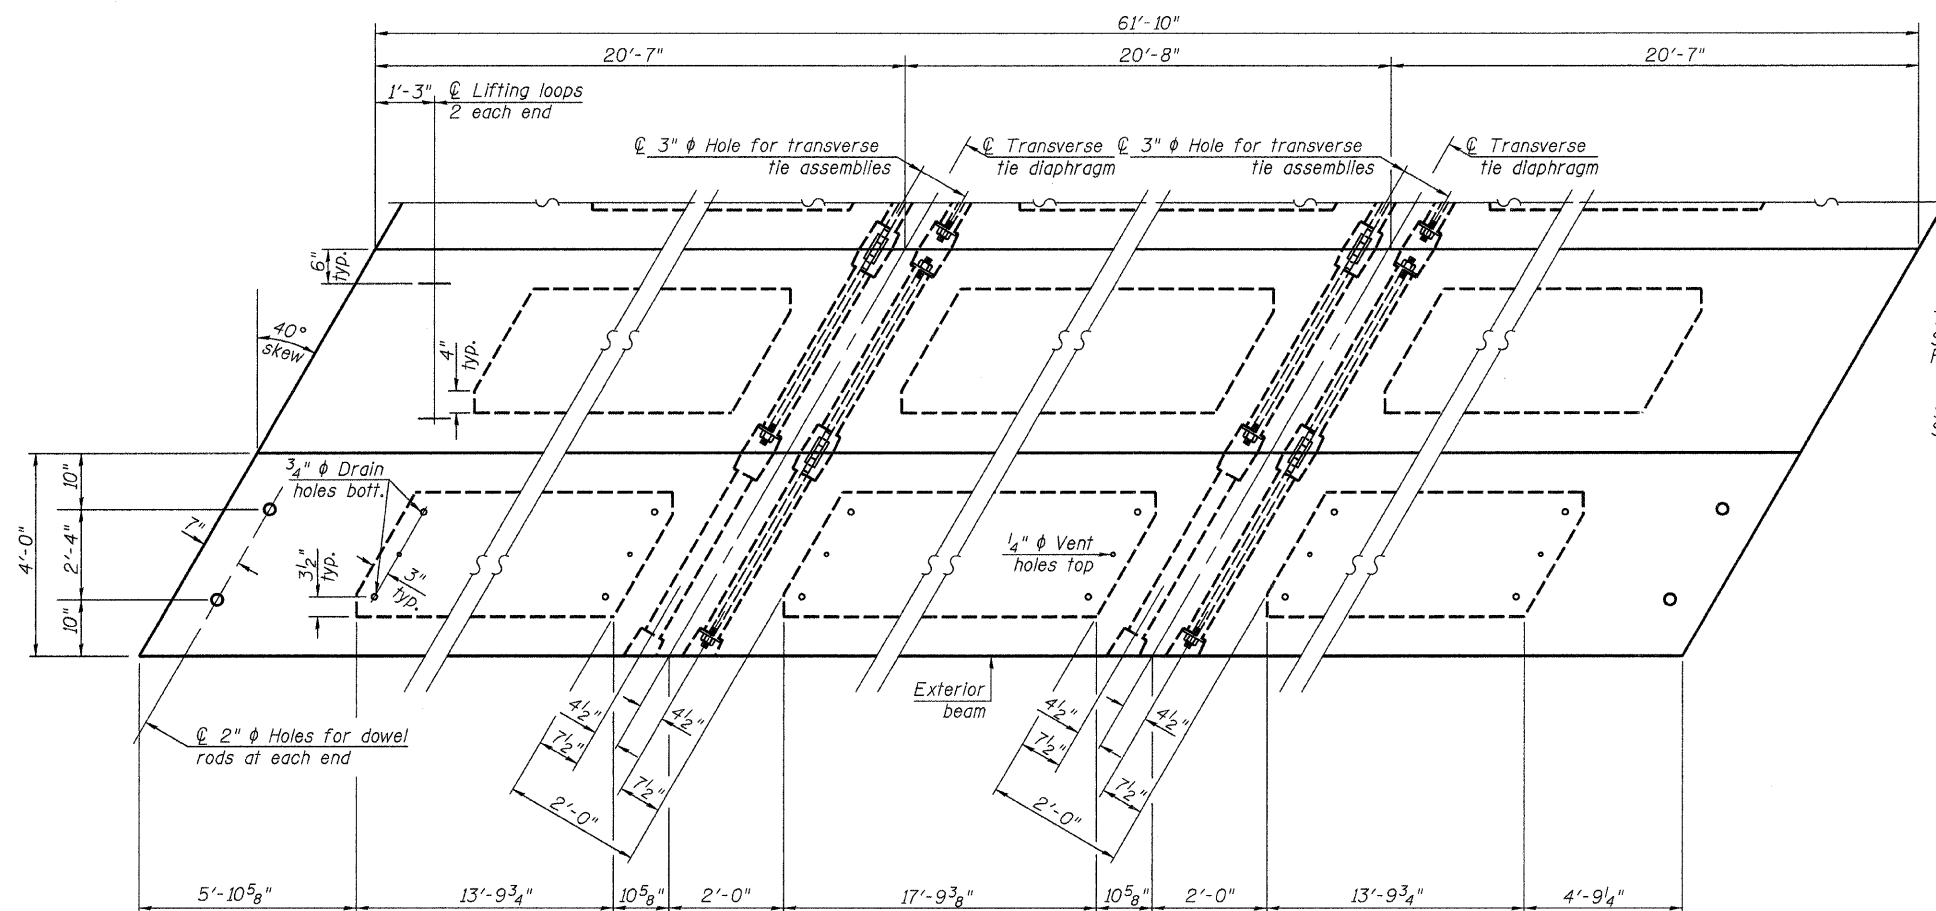 61'-10"
20'-7"
20'-8"
20'-7"
1'-3"
℄ Lifting loops
2 each end
℄ 3" ϕ Hole for transverse
tie assemblies
℄ Transverse
tie diaphragm
℄ 3" ϕ Hole for transverse
tie assemblies
℄ Transverse
tie diaphragm
6"
typ.
40°
skew
4"
typ.
3/4" ϕ Drain
holes bott.
10"
4'-0"
2'-4"
10"
7"
3 1/2"
typ.
3"
typ.
1/4" ϕ Vent
holes top
Exterior
beam
℄ 2" ϕ Holes for dowel
rods at each end
4 1/2"
7 1/2"
2'-0"
4 1/2"
7 1/2"
4 1/2"
7 1/2"
2'-0"
4 1/2"
7 1/2"
5'-10 5/8"
13'-9 3/4"
10 5/8"
2'-0"
17'-9 3/8"
10 5/8"
2'-0"
13'-9 3/4"
4'-9 1/4"